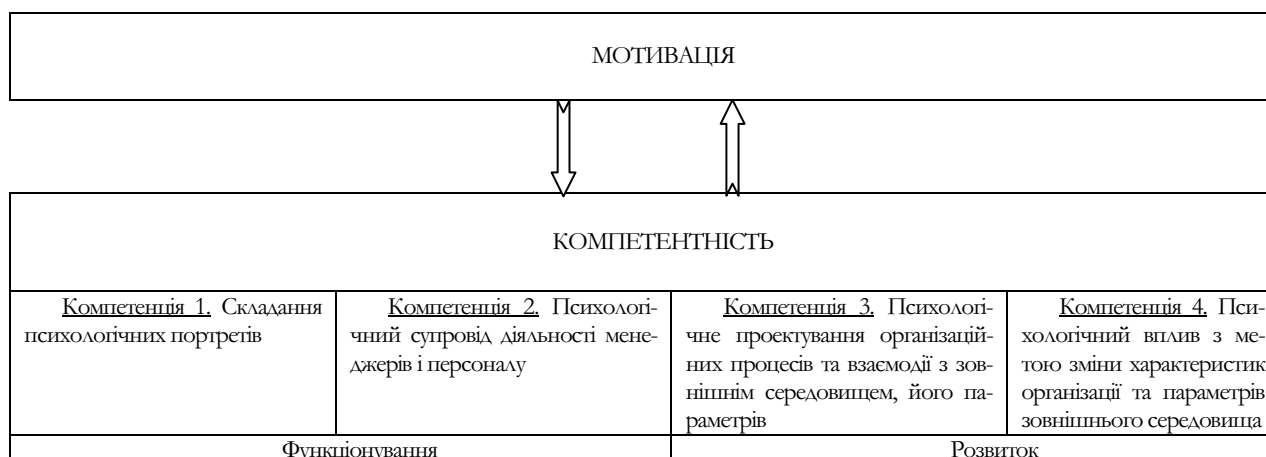 МОТИВАЦІЯ
КОМПЕТЕНТНІСТЬ
Компетенція 1. Складання
психологічних портретів
Компетенція 2. Психологі-
чний супровід діяльності мене-
джерів і персоналу
Компетенція 3. Психологі-
чне проектування організацій-
них процесів та взаємодії з зов-
нішнім середовищем, його па-
раметрів
Компетенція 4. Пси-
хологічний вплив з ме-
тою зміни характеристик
організації та параметрів
зовнішнього середовища
Функціонування
Розвиток